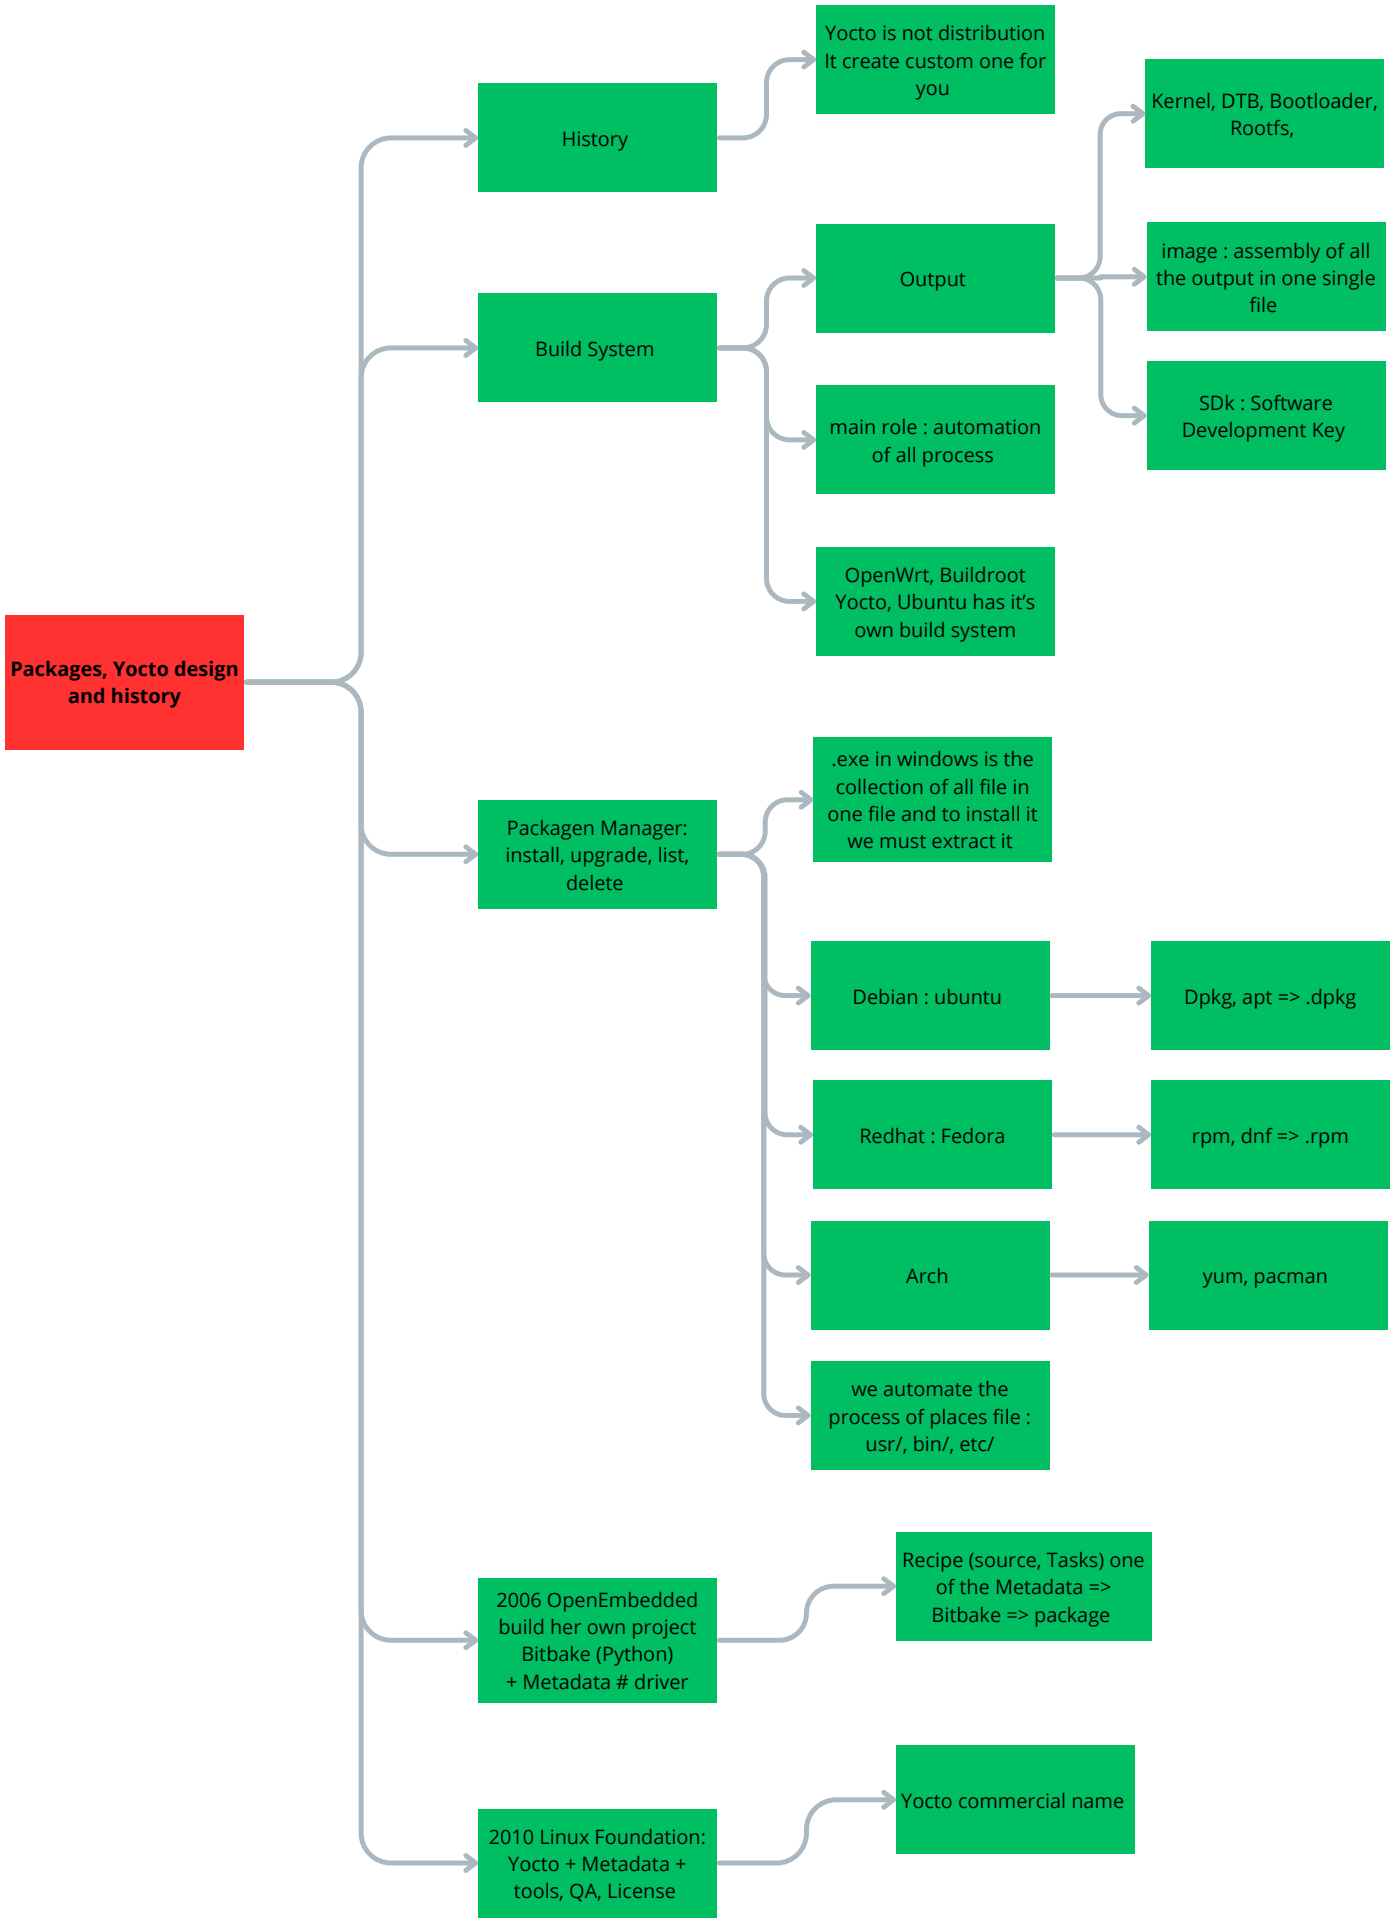 Packages, Yocto design
and history
History
Yocto is not distribution
It create custom one for
you
Build System
Output
Kernel, DTB, Bootloader,
Rootfs,
image : assembly of all
the output in one single
file
SDk : Software
Development Key
main role : automation
of all process
OpenWrt, Buildroot
Yocto, Ubuntu has it’s
own build system
Packagen Manager:
install, upgrade, list,
delete
.exe in windows is the
collection of all file in
one file and to install it
we must extract it
Debian : ubuntu
Dpkg, apt => .dpkg
Redhat : Fedora
rpm, dnf => .rpm
Arch
yum, pacman
we automate the
process of places file :
usr/, bin/, etc/
2006 OpenEmbedded
build her own project
Bitbake (Python)
+ Metadata # driver
Recipe (source, Tasks) one
of the Metadata =>
Bitbake => package
2010 Linux Foundation:
Yocto + Metadata +
tools, QA, License
Yocto commercial name